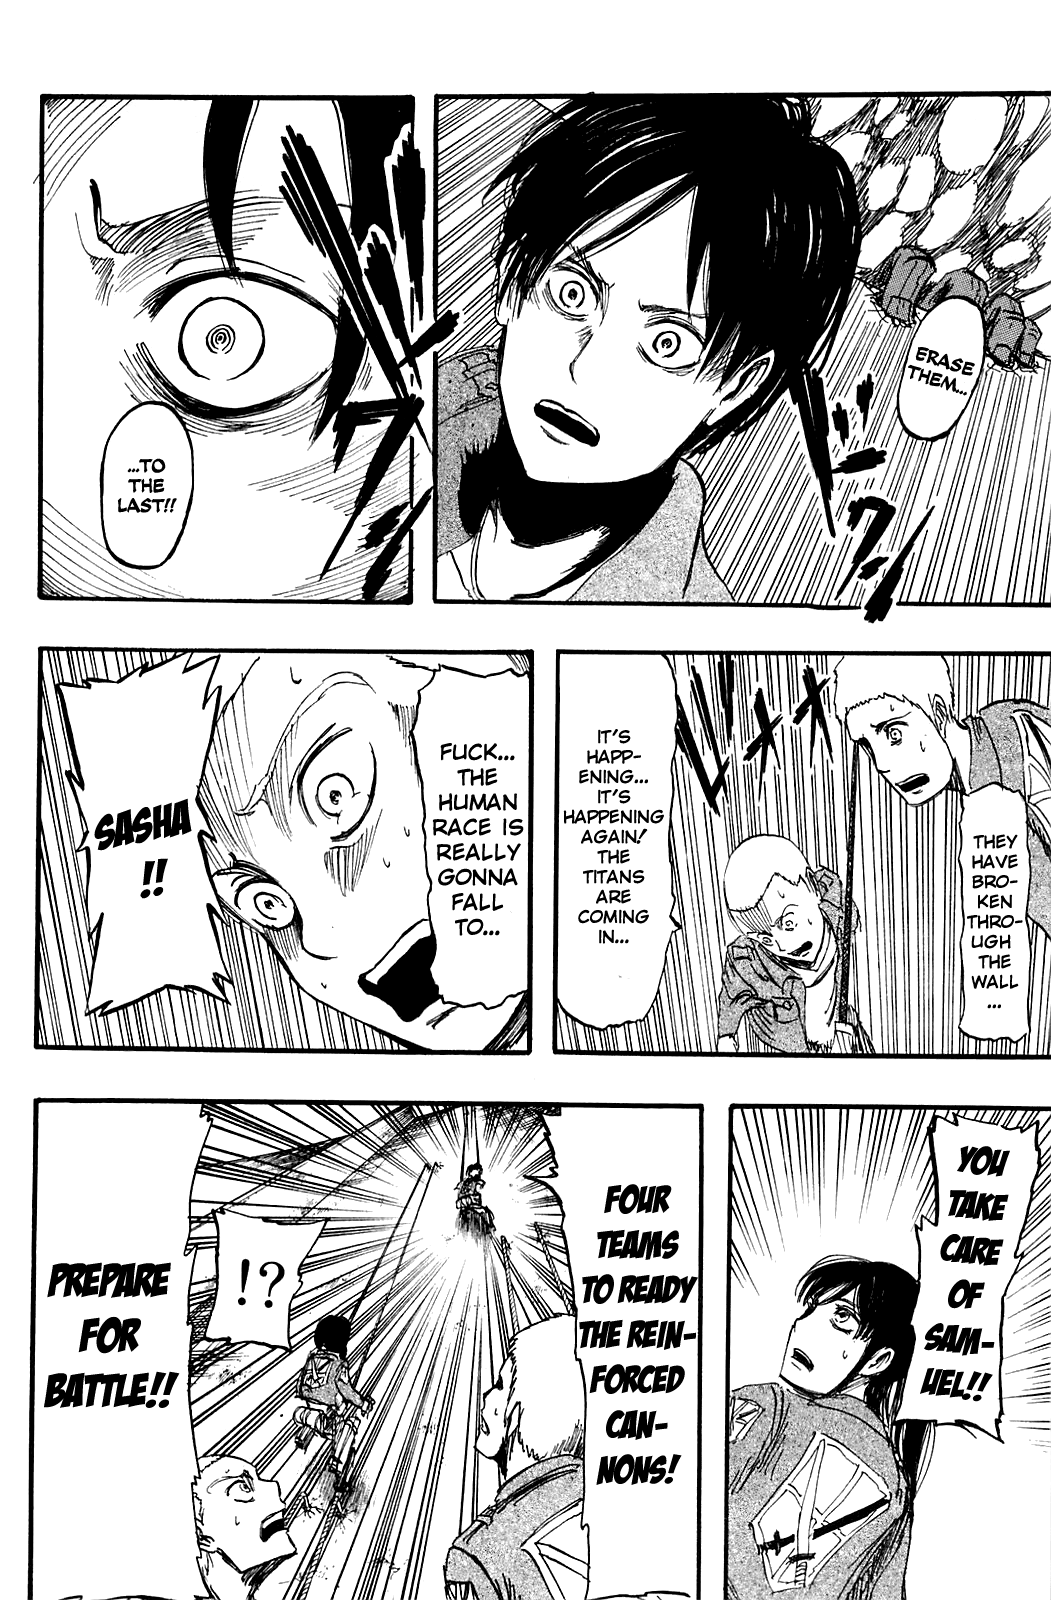 ERASE
THEM...
...TO
THE
LAST!!
THEY
HAVE
BRO-
KEN
THRO-
UGH
THE
WALL
...
IT'S
HAPP-
ENING...
IT'S
HAPPENING
AGAIN!
THE
TITANS
ARE
COMING
IN...
FUCK...
THE
HUMAN
RACE IS
REALLY
GONNA
FALL
TO...
SASHA
!!
YOU
TAKE
CARE
OF
SAM-
UEL!!
FOUR
TEAMS
TO READY
THE REIN-
FORCED
CAN-
NONS!
!?
PREPARE
FOR
BATTLE!!